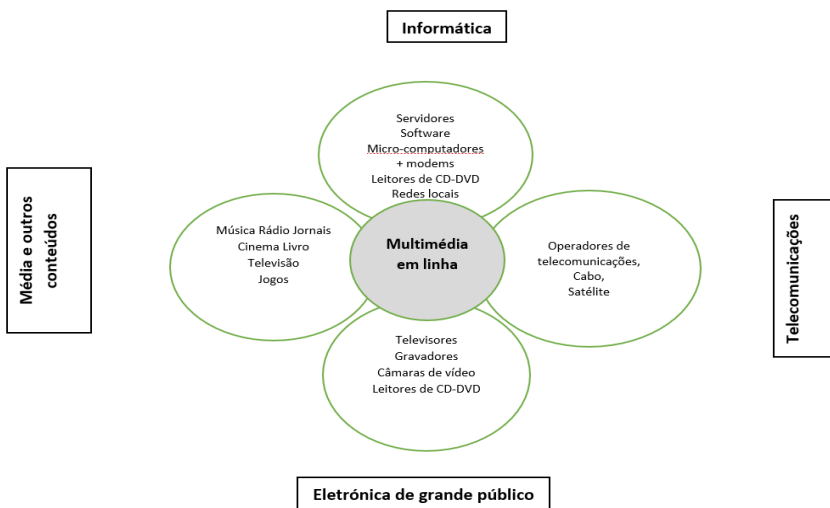 Informática
Servidores
Software
Micro-computadores
+ modems
Leitores de CD-DVD
Redes locais
Média e outros
conteúdos
Música Rádio Jornais
Cinema Livro
Televisão
Jogos
Multimédia
em linha
Operadores de
telecomunicações,
Cabo,
Satélite
Telecomunicações
Televisores
Gravadores
Câmaras de vídeo
Leitores de CD-DVD
Eletrónica de grande público